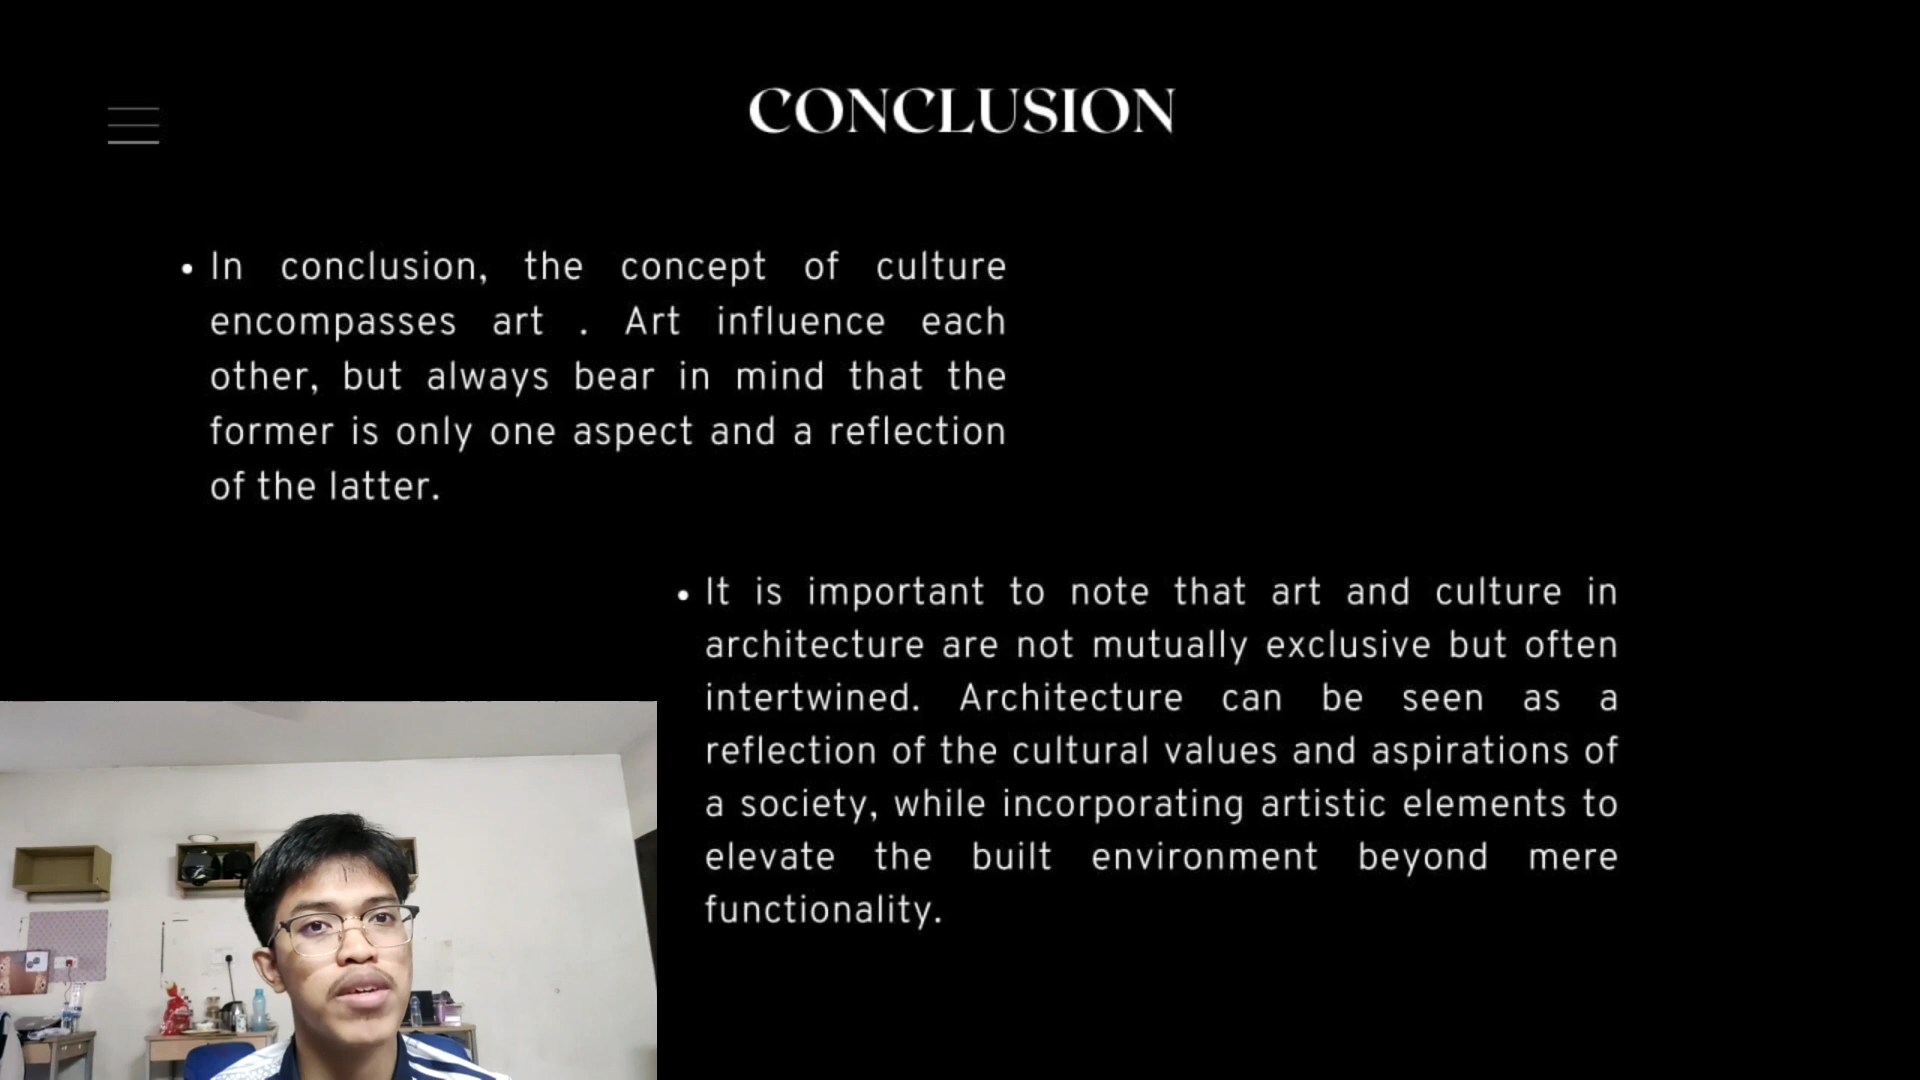 CONCLUSION
• In conclusion, the concept of culture
encompasses art . Art influence each
other, but always bear in mind that the
former is only one aspect and a reflection
of the latter.
• It is important to note that art and culture in
architecture are not mutually exclusive but often
intertwined. Architecture can be seen as a
reflection of the cultural values and aspirations of
a society, while incorporating artistic elements to
elevate the built environment beyond mere
functionality.